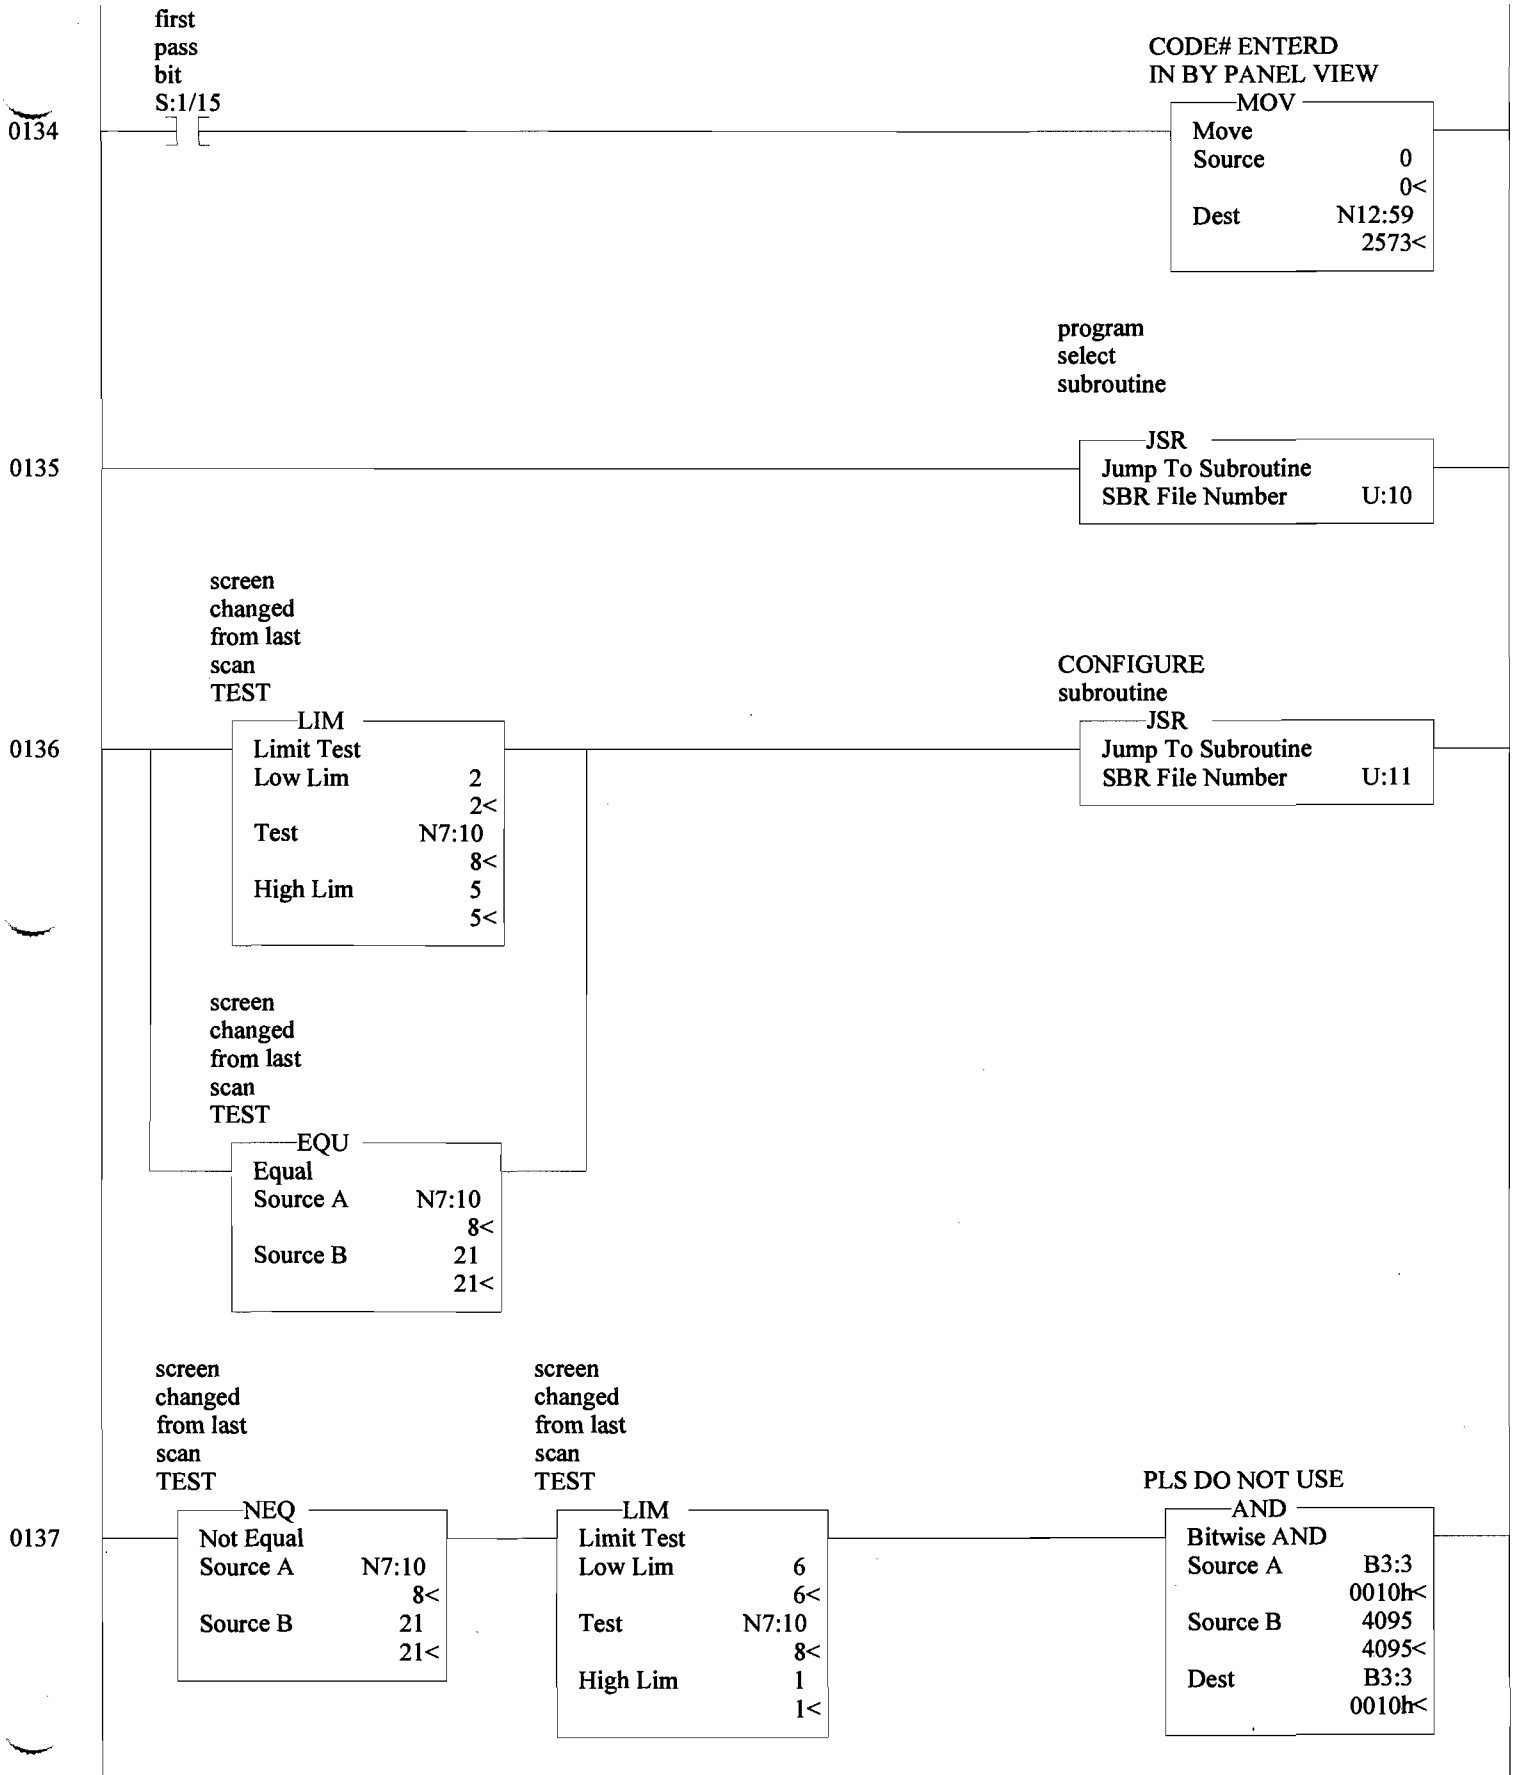 first
pass
bit
S:1/15
CODE# ENTERD
IN BY PANEL VIEW
0134
MOV
Move
Source 0
0<
Dest N12:59
2573<
program
select
subroutine
0135
JSR
Jump To Subroutine
SBR File Number U:10
screen
changed
from last
scan
TEST
CONFIGURE
subroutine
0136
LIM
Limit Test
Low Lim 2
2<
Test N7:10
8<
High Lim 5
5<
JSR
Jump To Subroutine
SBR File Number U:11
screen
changed
from last
scan
TEST
EQU
Equal
Source A N7:10
8<
Source B 21
21<
screen
changed
from last
scan
TEST
screen
changed
from last
scan
TEST
PLS DO NOT USE
0137
NEQ
Not Equal
Source A N7:10
8<
Source B 21
21<
LIM
Limit Test
Low Lim 6
6<
Test N7:10
8<
High Lim 1
1<
AND
Bitwise AND
Source A B3:3
0010h<
Source B 4095
4095<
Dest B3:3
0010h<